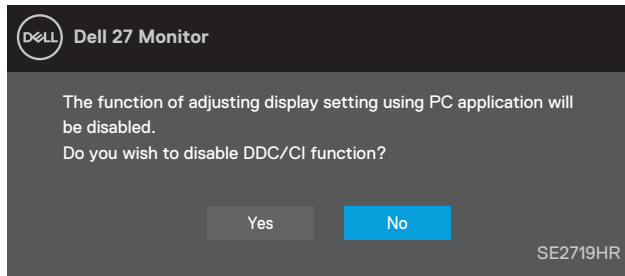 DELL Dell 27 Monitor
The function of adjusting display setting using PC application will
be disabled.
Do you wish to disable DDC/CI function?
Yes No
SE2719HR